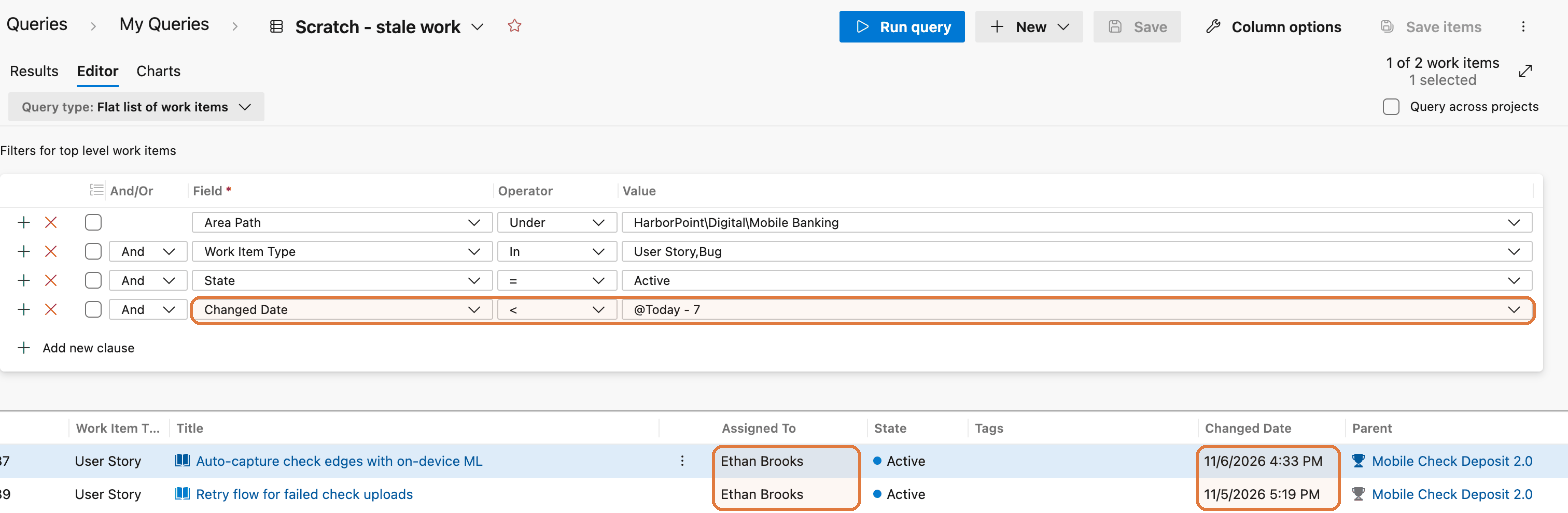 Queries > My Queries > Scratch - stale work
Run query
New
Save
Column options
Save items
Results Editor Charts
1 of 2 work items
1 selected
Query type: Flat list of work items
Query across projects
Filters for top level work items
And/Or Field * Operator Value
Area Path Under HarborPoint\Digital\Mobile Banking
And Work Item Type In User Story,Bug
And State = Active
And Changed Date < @Today - 7
Add new clause
Work Item T... Title Assigned To State Tags Changed Date Parent
User Story Auto-capture check edges with on-device ML Ethan Brooks Active 11/6/2026 4:33 PM Mobile Check Deposit 2.0
User Story Retry flow for failed check uploads Ethan Brooks Active 11/5/2026 5:19 PM Mobile Check Deposit 2.0